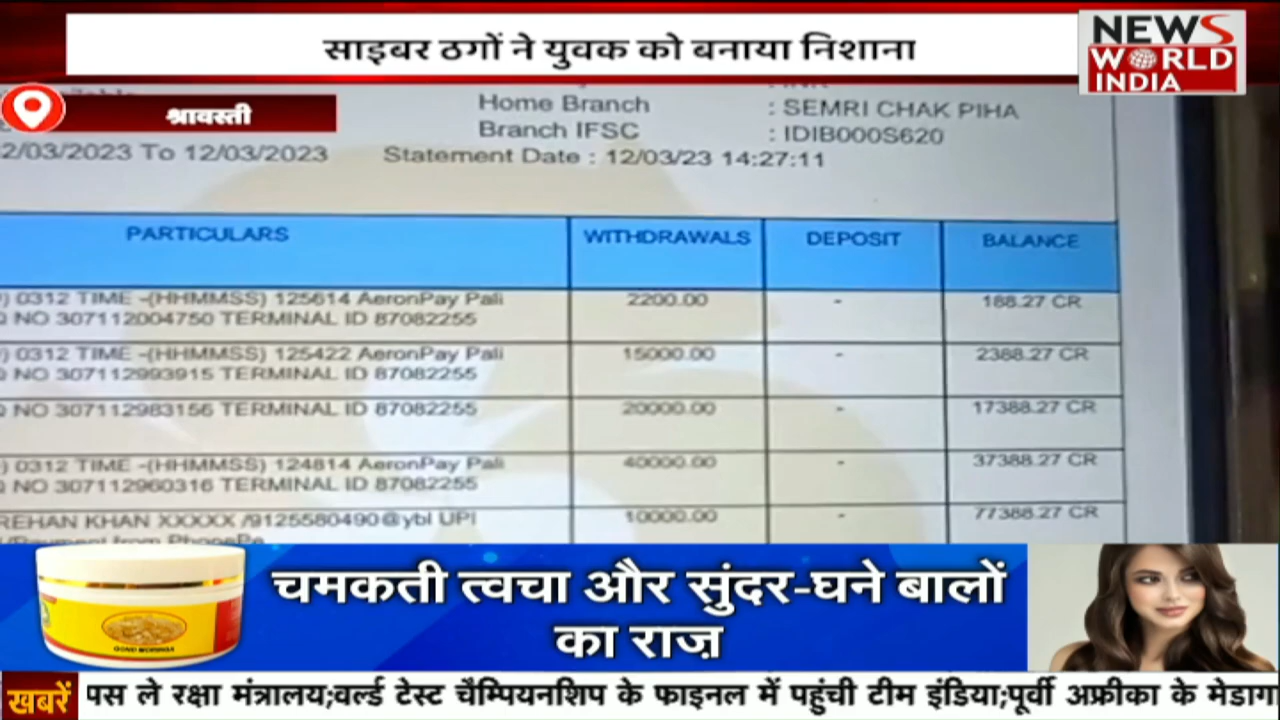 साइबर ठगों ने युवक को बनाया निशाना
NEWS
WORLD
INDIA
श्रावस्ती
Home Branch : SEMRI CHAK PIHA
Branch IFSC : IDIB000S620
2/03/2023 To 12/03/2023 Statement Date : 12/03/23 14:27:11
PARTICULARS WITHDRAWALS DEPOSIT BALANCE
) 0312 TIME -(HHMMSS) 125614 AeronPay Pali 2200.00 - 188.27 CR
NO 307112004750 TERMINAL ID 87082255
) 0312 TIME -(HHMMSS) 125422 AeronPay Pali 15000.00 - 2388.27 CR
NO 307112993915 TERMINAL ID 87082255
NO 307112983156 TERMINAL ID 87082255 20000.00 - 17388.27 CR
) 0312 TIME -(HHMMSS) 124814 AeronPay Pali 40000.00 - 37388.27 CR
NO 307112960316 TERMINAL ID 87082255
REHAN KHAN XXXXX /9125580490@ybl UPI 10000.00 - 77388.27 CR
/Payment from PhonePe
चमकती त्वचा और सुंदर-घने बालों
का राज़
GOND MORINGA
खबरें पस ले रक्षा मंत्रालय;वर्ल्ड टेस्ट चैम्पियनशिप के फाइनल में पहुंची टीम इंडिया;पूर्वी अफ्रीका के मेडाग